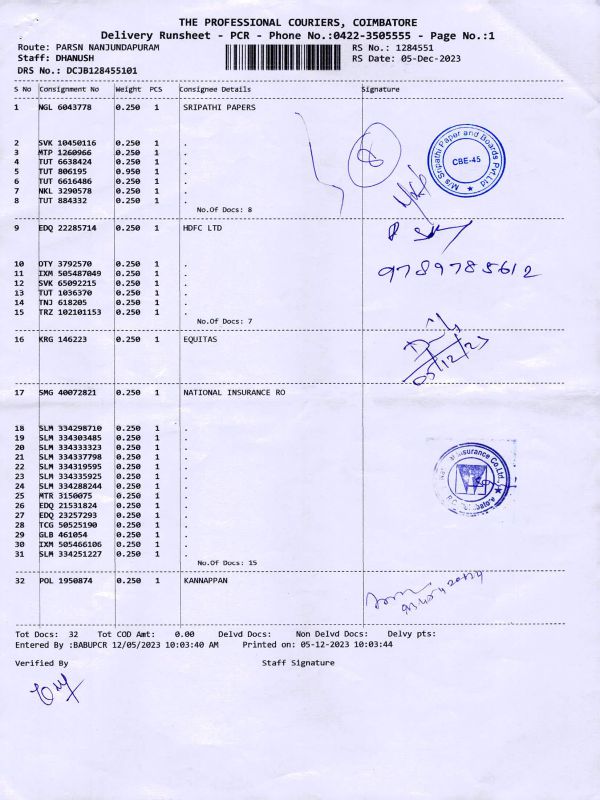 THE PROFESSIONAL COURIERS, COIMBATORE
Delivery Runsheet - PCR - Phone No.:0422-3505555 - Page No.:1
Route: PARSN NANJUNDAPURAM RS No.: 1284551
Staff: DHANUSH RS Date: 05-Dec-2023
DRS No.: DCJB128455101
S No Consignment No Weight PCS Consignee Details Signature
1 NGL 6043778 0.250 1 SRIPATHI PAPERS
2 SVK 10450116 0.250 1 .
3 MTP 1260966 0.250 1 .
4 TUT 6638424 0.250 1 .
5 TUT 806195 0.950 1 .
6 TUT 6616486 0.250 1 .
7 NKL 3290578 0.250 1 .
8 TUT 884332 0.250 1 .
No.Of Docs: 8
8
M/s Sripathi Paper and Boards Pvt.Ltd ★
CBE-45
9 EDQ 22285714 0.250 1 HDFC LTD
10 OTY 3792570 0.250 1 .
11 IXM 505487049 0.250 1 .
12 SVK 65092215 0.250 1 .
13 TUT 1036370 0.250 1 .
14 TNJ 618205 0.250 1 .
15 TRZ 102101153 0.250 1 .
No.Of Docs: 7
9789785612
16 KRG 146223 0.250 1 EQUITAS
05/12/23
17 SMG 40072821 0.250 1 NATIONAL INSURANCE RO
18 SLM 334298710 0.250 1 .
19 SLM 334303485 0.250 1 .
20 SLM 334333323 0.250 1 .
21 SLM 334337798 0.250 1 .
22 SLM 334319595 0.250 1 .
23 SLM 334335925 0.250 1 .
24 SLM 334288244 0.250 1 .
25 MTR 3150075 0.250 1 .
26 EDQ 21531824 0.250 1 .
27 EDQ 23257293 0.250 1 .
28 TCG 50525190 0.250 1 .
29 GLB 461054 0.250 1 .
30 IXM 505466106 0.250 1 .
31 SLM 334251227 0.250 1 .
No.Of Docs: 15
Insurance Co.Ltd.
32 POL 1950874 0.250 1 KANNAPPAN
Tot Docs: 32 Tot COD Amt: 0.00 Delvd Docs: Non Delvd Docs: Delvy pts:
Entered By :BABUPCR 12/05/2023 10:03:40 AM Printed on: 05-12-2023 10:03:44
Verified By Staff Signature